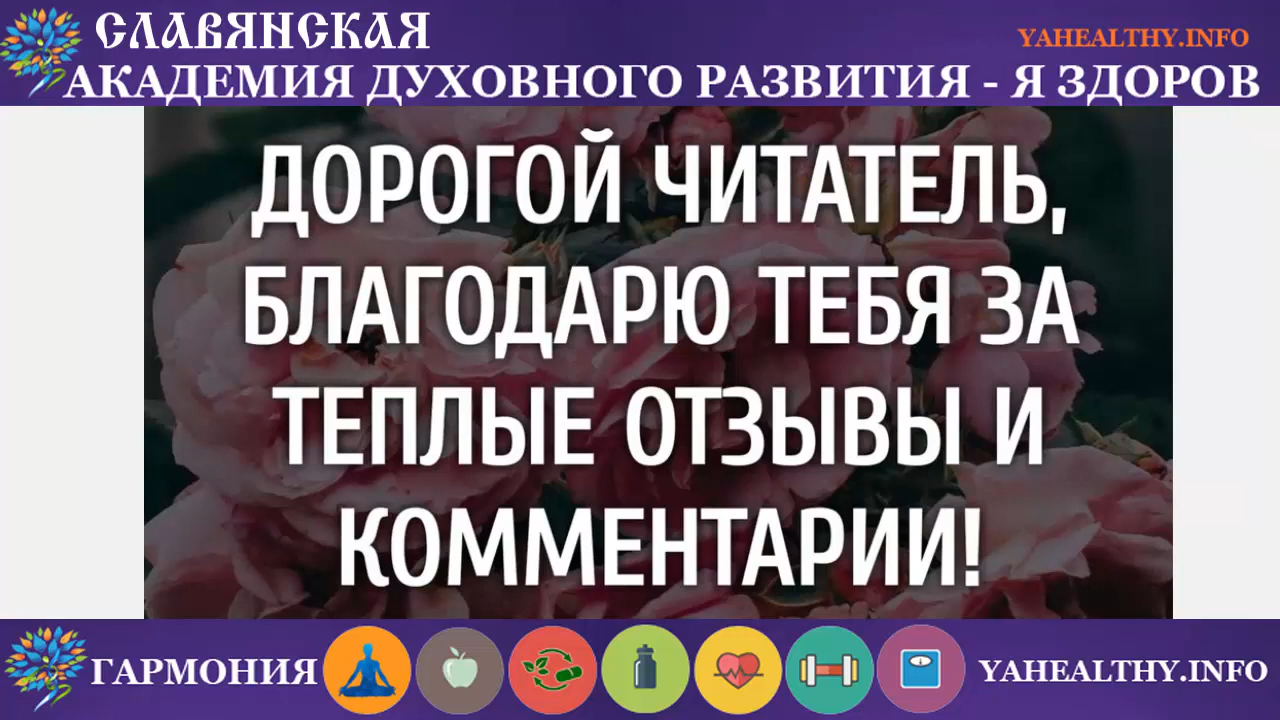 СЛАВЯНСКАЯ
YAHEALTHY.INFO
АКАДЕМИЯ ДУХОВНОГО РАЗВИТИЯ - Я ЗДОРОВ
ДОРОГОЙ ЧИТАТЕЛЬ,
БЛАГОДАРЮ ТЕБЯ ЗА
ТЕПЛЫЕ ОТЗЫВЫ И
КОММЕНТАРИИ!
ГАРМОНИЯ
YAHEALTHY.INFO